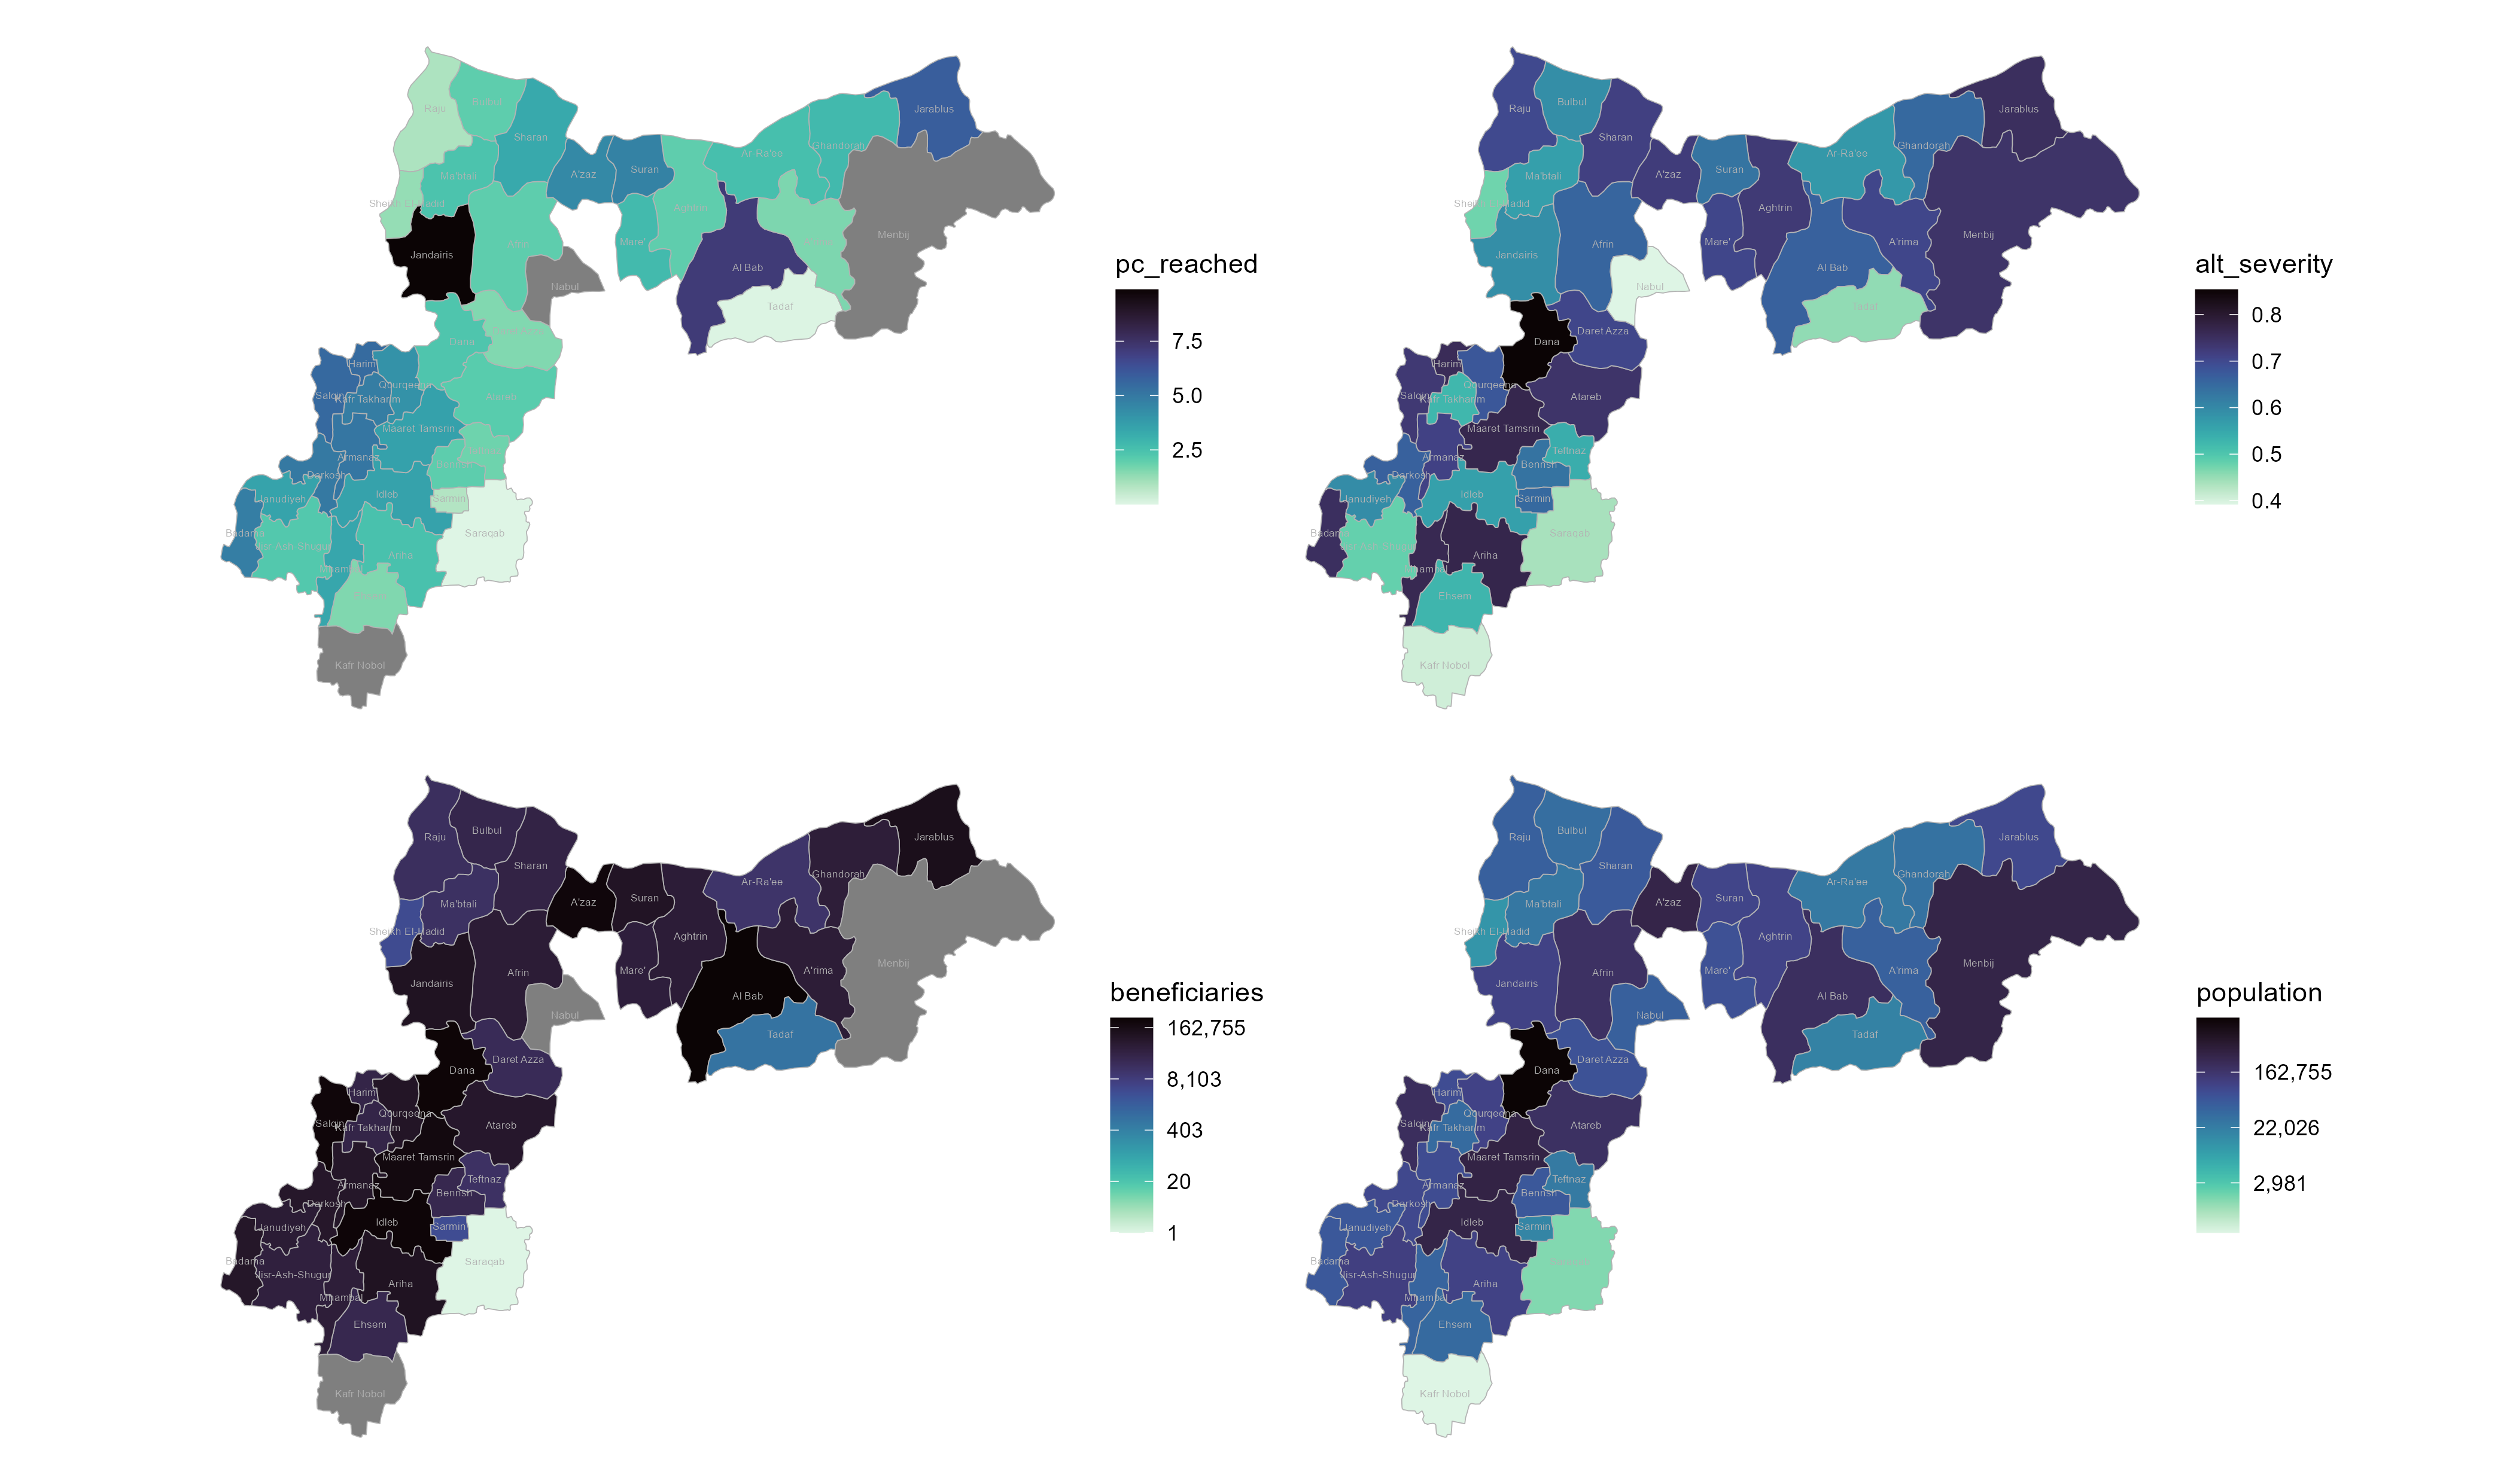 Raju
Bulbul
Sharan
Jarablus
Ghandorah
Ar-Ra'ee
Ma'btali
A'zaz
Suran
Sheikh El-Hadid
Aghtrin
Afrin
Mare'
Menbij
Jandairis
Al Bab
Nabul
Tadaf
Daret Azza
Dana
Harim
Qourqeena
Salqin
Kafr Takharim
Atareb
Maaret Tamsrin
Armanaz
Darkosh
Janudiyeh
Idleb
Sarmin
Badama
Saraqab
Ariha
Kafr Nobol
pc_reached
7.5
5.0
2.5
Raju
Bulbul
Sharan
Jarablus
Ghandorah
Ar-Ra'ee
Ma'btali
A'zaz
Suran
Sheikh El-Hadid
Aghtrin
Afrin
Mare'
A'rima
Menbij
Jandairis
Al Bab
Nabul
Tadaf
Daret Azza
Dana
Harim
Qourqeena
Salqin
Kafr Takharim
Atareb
Maaret Tamsrin
Teftnaz
Armanaz
Bennsh
Darkosh
Janudiyeh
Idleb
Sarmin
Badama
Saraqab
Ariha
Mhambal
Ehsem
Kafr Nobol
alt_severity
0.8
0.7
0.6
0.5
0.4
Raju
Bulbul
Sharan
Jarablus
Ghandorah
Ar-Ra'ee
Ma'btali
A'zaz
Suran
Sheikh El-Hadid
Aghtrin
Afrin
Mare'
A'rima
Menbij
Jandairis
Al Bab
Nabul
Tadaf
Daret Azza
Dana
Harim
Qourqeena
Salqin
Kafr Takharim
Atareb
Maaret Tamsrin
Teftnaz
Armanaz
Bennsh
Darkosh
Janudiyeh
Idleb
Sarmin
Badama
Jisr-Ash-Shugur
Saraqab
Ariha
Mhambal
Ehsem
Kafr Nobol
beneficiaries
162,755
8,103
403
20
1
Raju
Bulbul
Sharan
Jarablus
Ghandorah
Ar-Ra'ee
Ma'btali
A'zaz
Suran
Sheikh El-Hadid
Aghtrin
Afrin
Mare'
A'rima
Menbij
Jandairis
Al Bab
Nabul
Tadaf
Daret Azza
Dana
Harim
Qourqeena
Salqin
Kafr Takharim
Atareb
Maaret Tamsrin
Teftnaz
Armanaz
Bennsh
Darkosh
Janudiyeh
Idleb
Sarmin
Badama
Jisr-Ash-Shugur
Ariha
Mhambal
Ehsem
Kafr Nobol
population
162,755
22,026
2,981